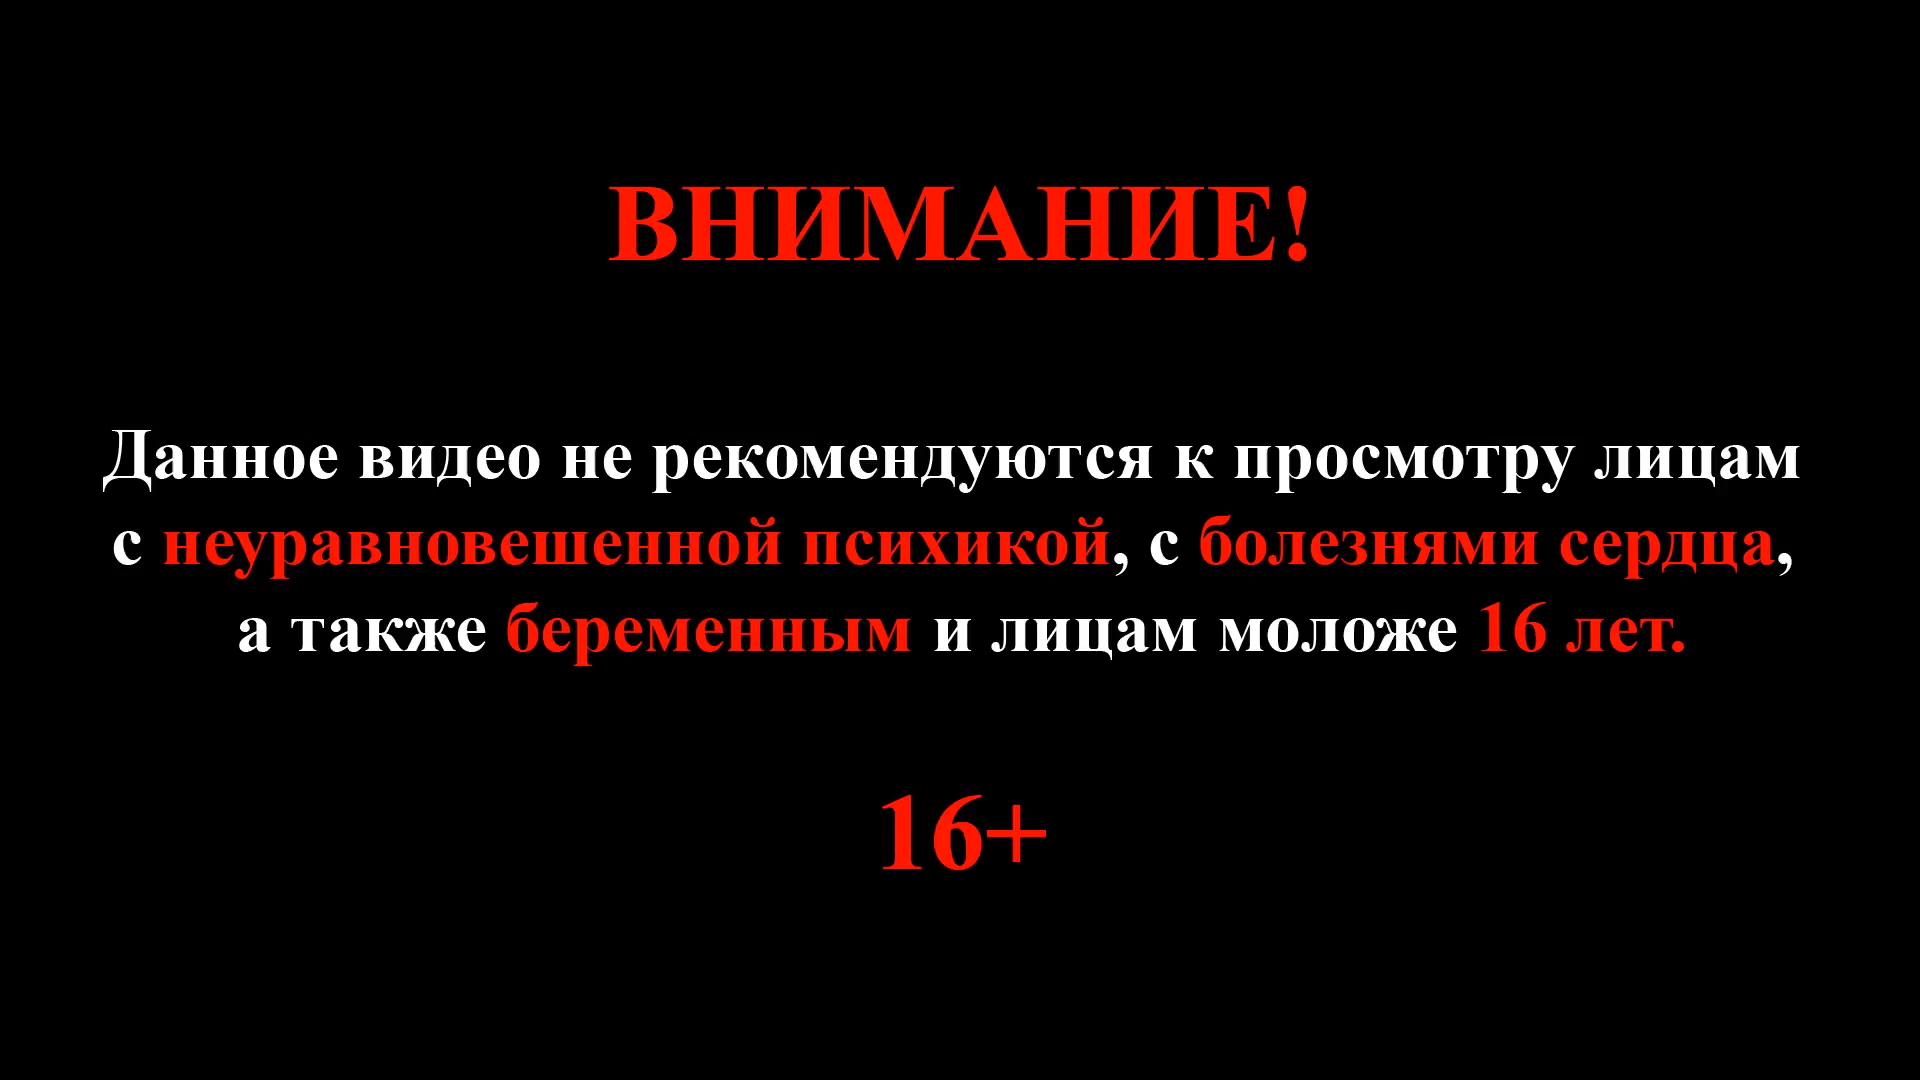 ВНИМАНИЕ!
Данное видео не рекомендуются к просмотру лицам
с неуравновешенной психикой, с болезнями сердца,
а также беременным и лицам моложе 16 лет.
16+